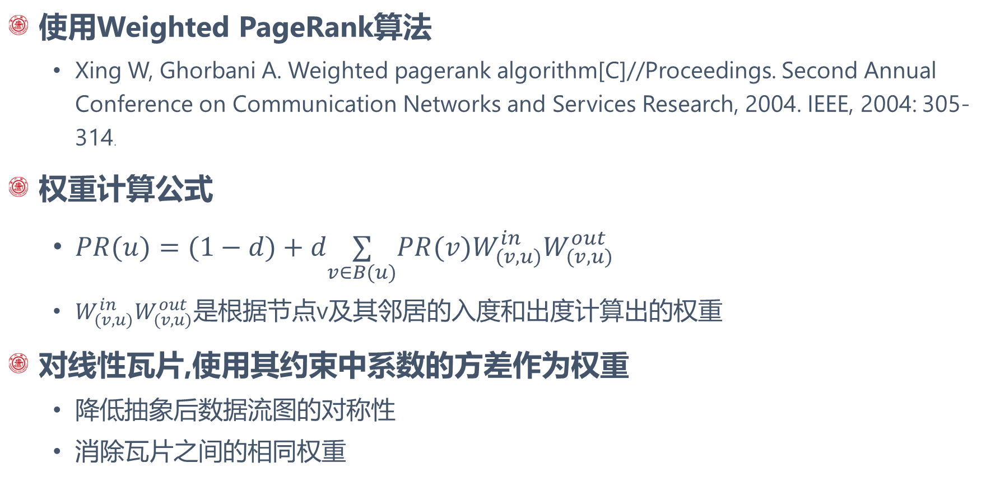 使用Weighted PageRank算法
• Xing W, Ghorbani A. Weighted pagerank algorithm[C]//Proceedings. Second Annual
Conference on Communication Networks and Services Research, 2004. IEEE, 2004: 305-
314.
权重计算公式
• $PR(u) = (1 - d) + d \sum_{v \in B(u)} PR(v) W^{in}_{(v,u)} W^{out}_{(v,u)}$
• $W^{in}_{(v,u)} W^{out}_{(v,u)}$是根据节点v及其邻居的入度和出度计算出的权重
对线性瓦片,使用其约束中系数的方差作为权重
• 降低抽象后数据流图的对称性
• 消除瓦片之间的相同权重